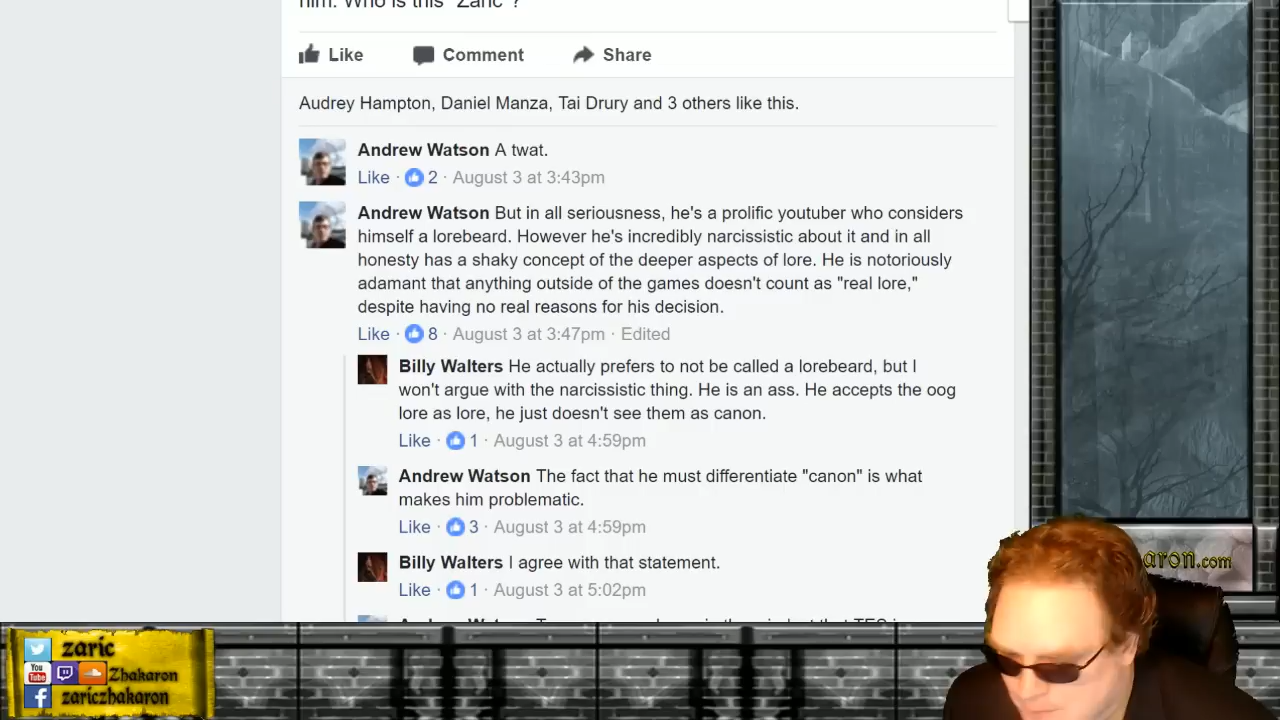 him. Who is this "Zaric"?
Like Comment Share
Audrey Hampton, Daniel Manza, Tai Drury and 3 others like this.
Andrew Watson A twat.
Like · 2 · August 3 at 3:43pm
Andrew Watson But in all seriousness, he's a prolific youtuber who considers
himself a lorebeard. However he's incredibly narcissistic about it and in all
honesty has a shaky concept of the deeper aspects of lore. He is notoriously
adamant that anything outside of the games doesn't count as "real lore,"
despite having no real reasons for his decision.
Like · 8 · August 3 at 3:47pm · Edited
Billy Walters He actually prefers to not be called a lorebeard, but I
won't argue with the narcissistic thing. He is an ass. He accepts the oog
lore as lore, he just doesn't see them as canon.
Like · 1 · August 3 at 4:59pm
Andrew Watson The fact that he must differentiate "canon" is what
makes him problematic.
Like · 3 · August 3 at 4:59pm
Billy Walters I agree with that statement.
Like · 1 · August 3 at 5:02pm
aron.com
zaric
You Tube Zhakaron
zariczhakaron